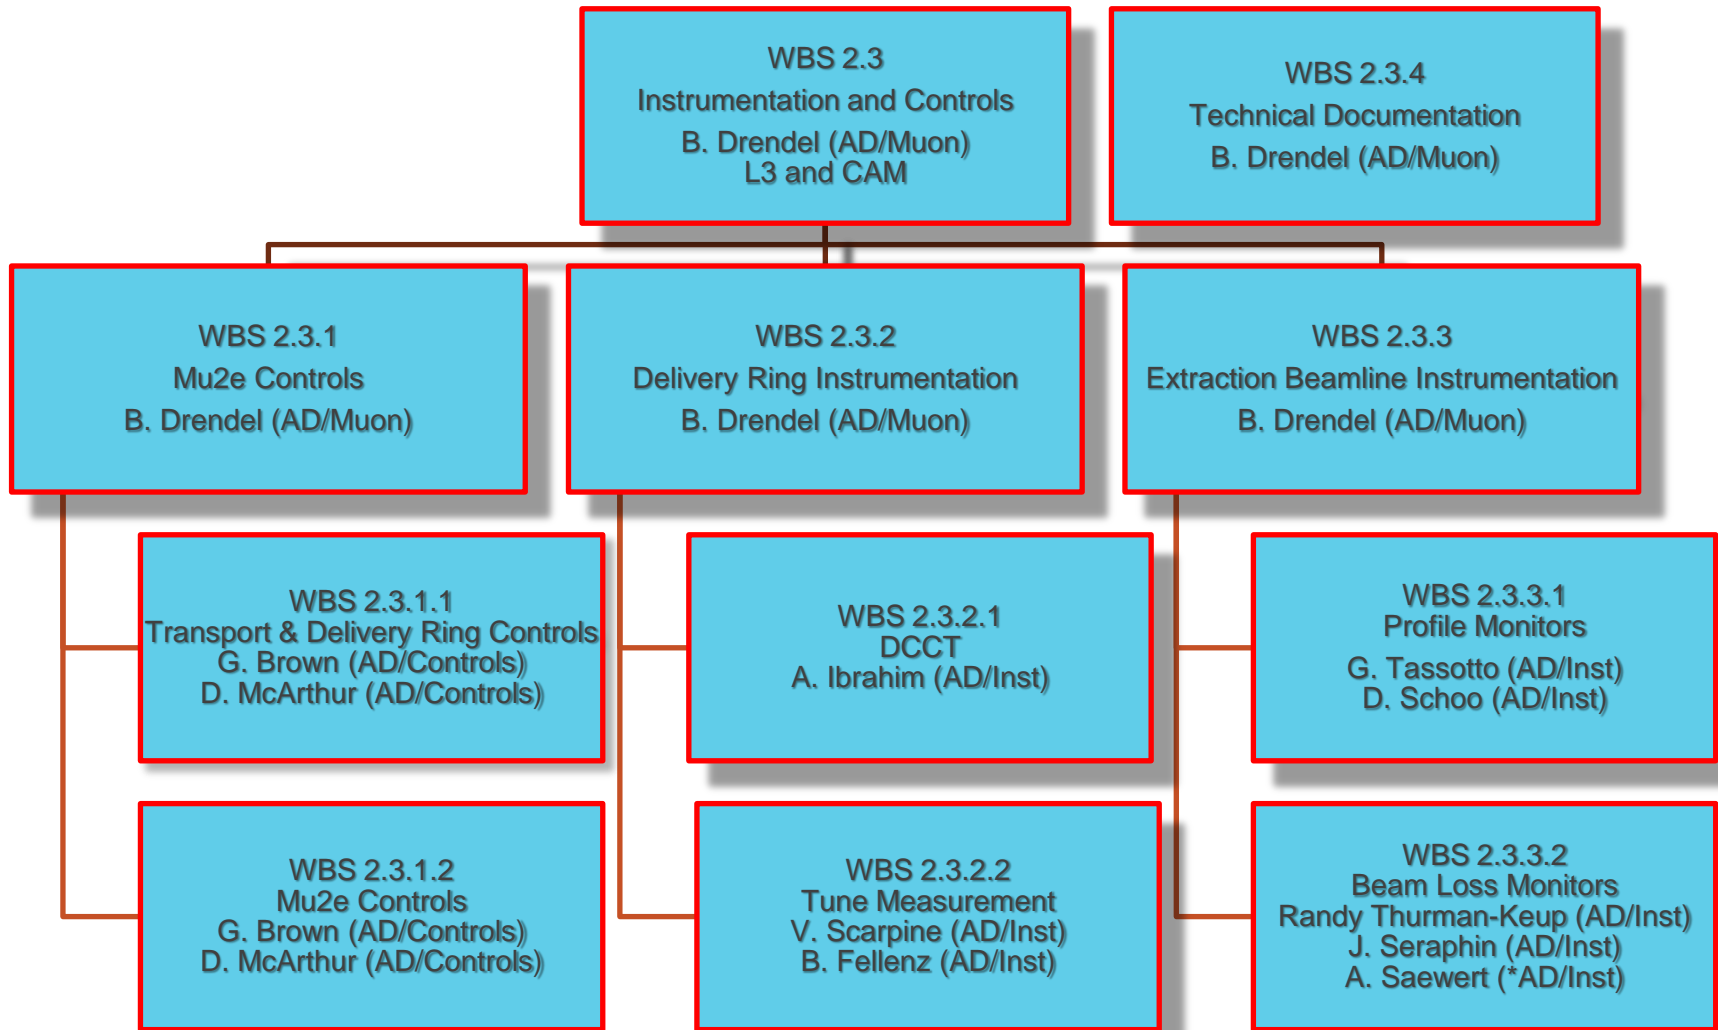 WBS 2.3
Instrumentation and Controls
B. Drendel (AD/Muon)
L3 and CAM
WBS 2.3.4
Technical Documentation
B. Drendel (AD/Muon)
WBS 2.3.1
Mu2e Controls
B. Drendel (AD/Muon)
WBS 2.3.2
Delivery Ring Instrumentation
B. Drendel (AD/Muon)
WBS 2.3.3
Extraction Beamline Instrumentation
B. Drendel (AD/Muon)
WBS 2.3.1.1
Transport & Delivery Ring Controls
G. Brown (AD/Controls)
D. McArthur (AD/Controls)
WBS 2.3.2.1
DCCT
A. Ibrahim (AD/Inst)
WBS 2.3.3.1
Profile Monitors
G. Tassotto (AD/Inst)
D. Schoo (AD/Inst)
WBS 2.3.1.2
Mu2e Controls
G. Brown (AD/Controls)
D. McArthur (AD/Controls)
WBS 2.3.2.2
Tune Measurement
V. Scarpine (AD/Inst)
B. Fellenz (AD/Inst)
WBS 2.3.3.2
Beam Loss Monitors
Randy Thurman-Keup (AD/Inst)
J. Seraphin (AD/Inst)
A. Saewert (*AD/Inst)